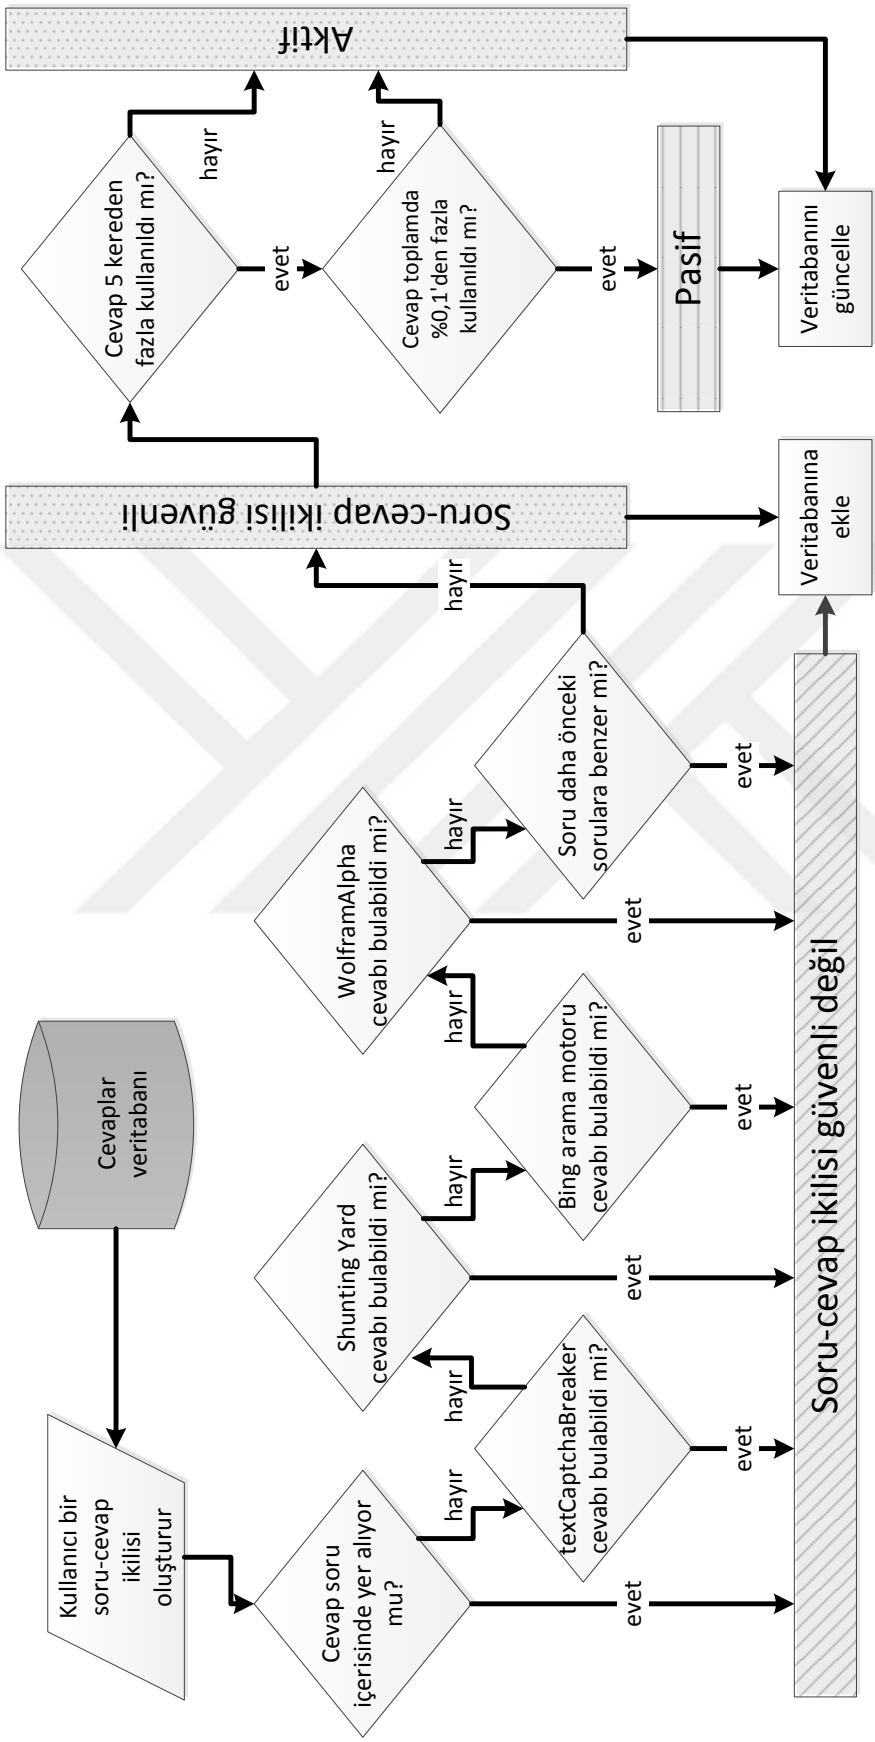 Cevaplar
veritabanı
Kullanıcı bir
soru-cevap
ikilisi
oluşturur
Cevap soru
içerisinde yer alıyor
mu?
evet
hayır
textCaptchaBreaker
cevabı bulabildi mi?
evet
hayır
Shunting Yard
cevabı bulabildi mi?
evet
hayır
Bing arama motoru
cevabı bulabildi mi?
evet
hayır
WolframAlpha
cevabı bulabildi mi?
evet
hayır
Soru daha önceki
sorulara benzer mi?
evet
hayır
Soru-cevap ikilisi güvenli değil
Soru-cevap ikilisi güvenli
Veritabanına
ekle
Cevap 5 kereden
fazla kullanıldı mı?
hayır
evet
Cevap toplamda
%0,1'den fazla
kullanıldı mı?
hayır
evet
Aktif
Pasif
Veritabanını
güncelle